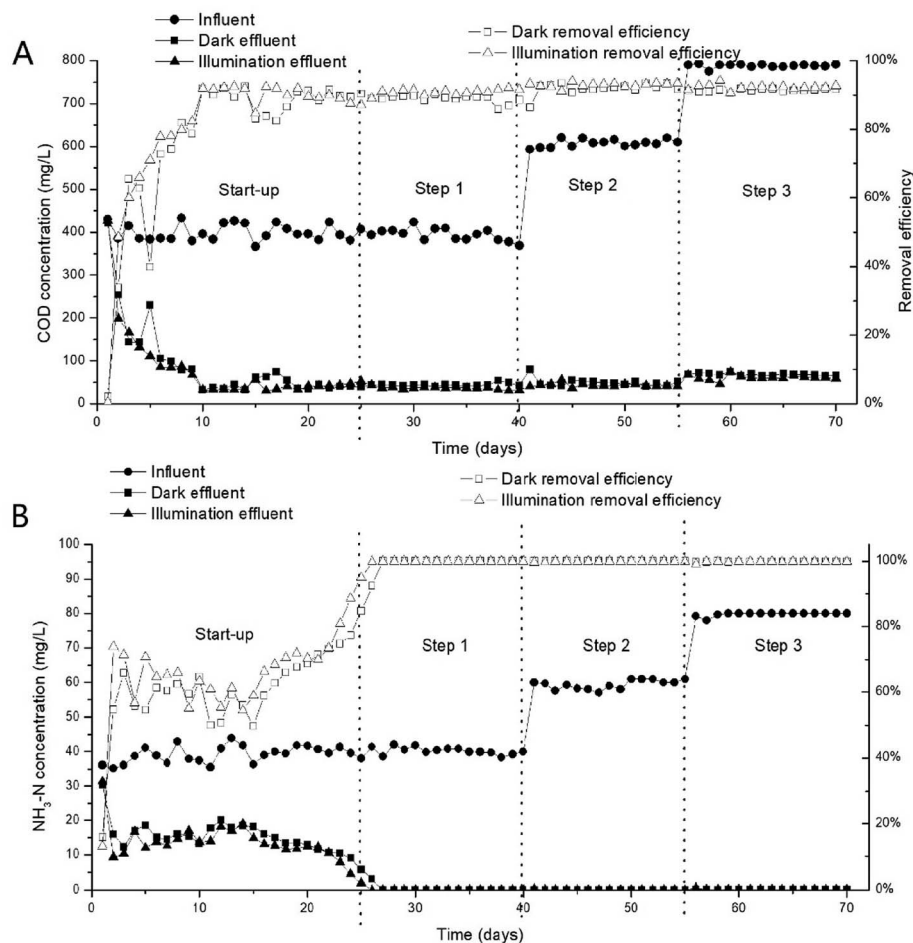 A
Influent
Dark effluent
Illumination effluent
Dark removal efficiency
Illumination removal efficiency
800
700
600
500
400
300
200
100
0
COD concentration (mg/L)
100%
80%
60%
40%
20%
0%
Removal efficiency
Start-up
Step 1
Step 2
Step 3
0 10 20 30 40 50 60 70
Time (days)
B
Influent
Dark effluent
Illumination effluent
Dark removal efficiency
Illumination removal efficiency
100
95
90
80
70
60
50
40
30
20
10
0
NH3-N concentration (mg/L)
100%
80%
60%
40%
20%
0%
Start-up
Step 1
Step 2
Step 3
0 10 20 30 40 50 60 70
Time (days)